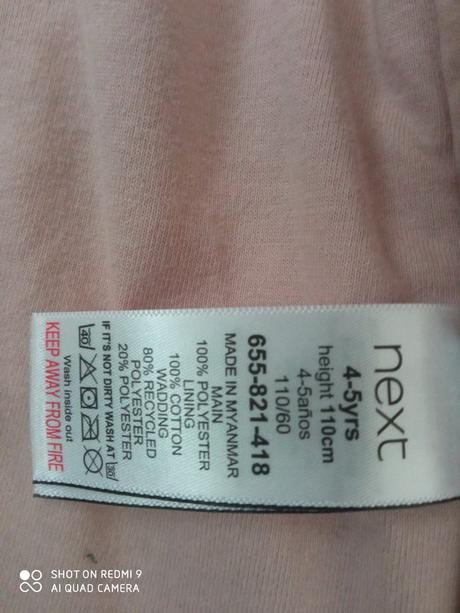 next
4-5yrs
height 110cm
4-5años
110/60
655-821-418
MADE IN MYANMAR
MAIN
100% POLYESTER
LINING
100% COTTON
WADDING
80% RECYCLED
POLYESTER
20% POLYESTER
IF IT'S NOT DIRTY WASH AT 30
40
Wash inside out
KEEP AWAY FROM FIRE
SHOT ON REDMI 9
AI QUAD CAMERA